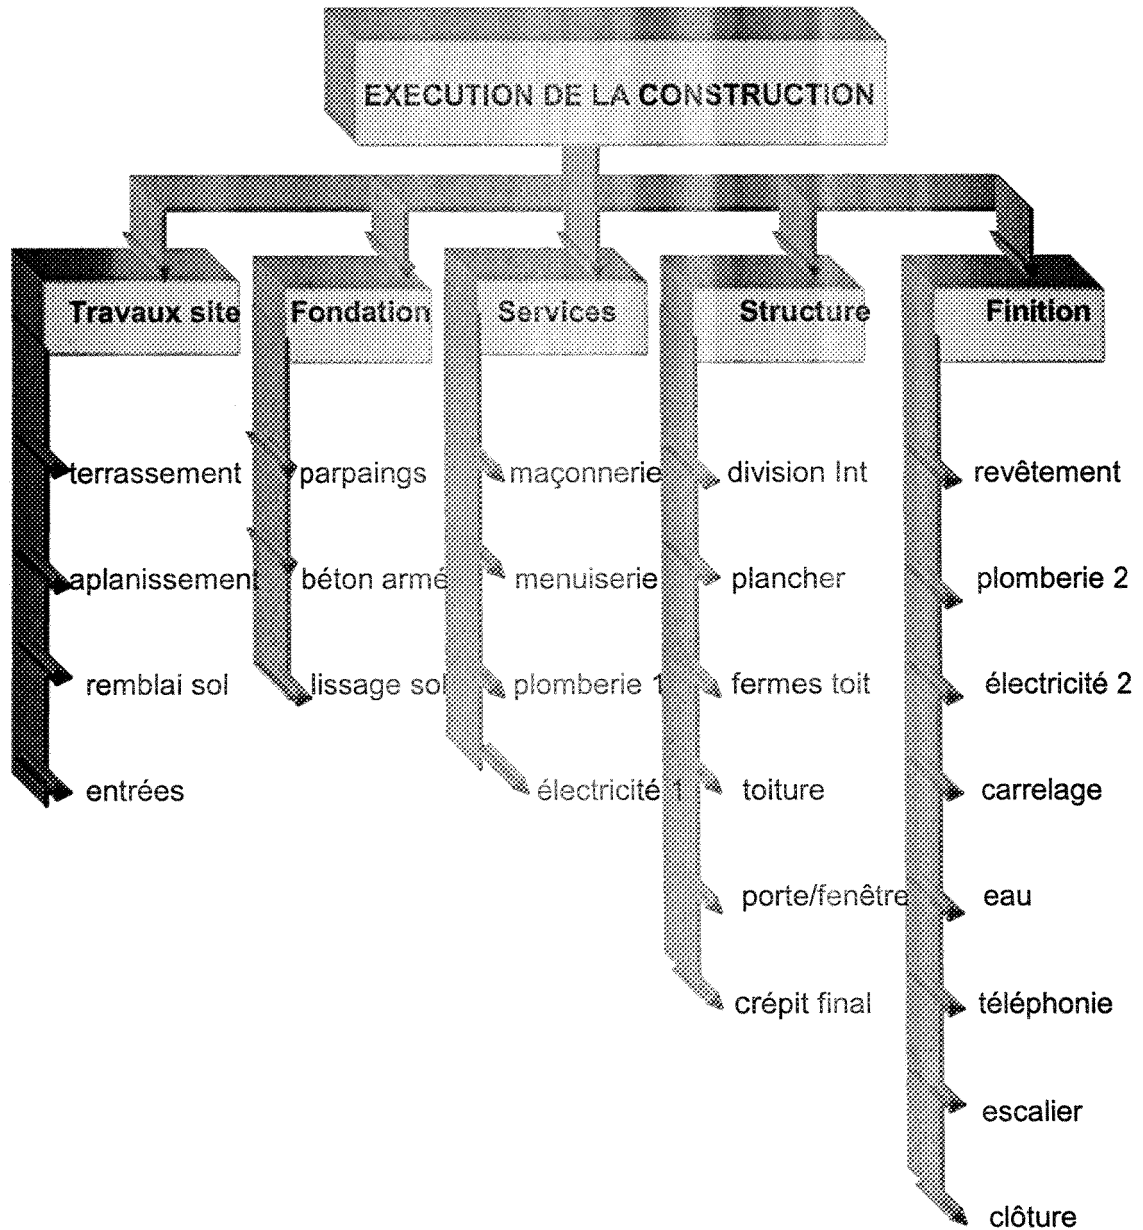 EXECUTION DE LA CONSTRUCTION
Travaux site
Fondation
Services
Structure
Finition
terrassement
parpaings
maçonnerie
division Int
revêtement
aplanissement
béton armé
menuiserie
plancher
plomberie 2
remblai sol
lissage sol
plomberie 1
fermes toit
électricité 2
entrées
électricité 1
toiture
carrelage
porte/fenêtre
eau
crépit final
téléphonie
escalier
clôture